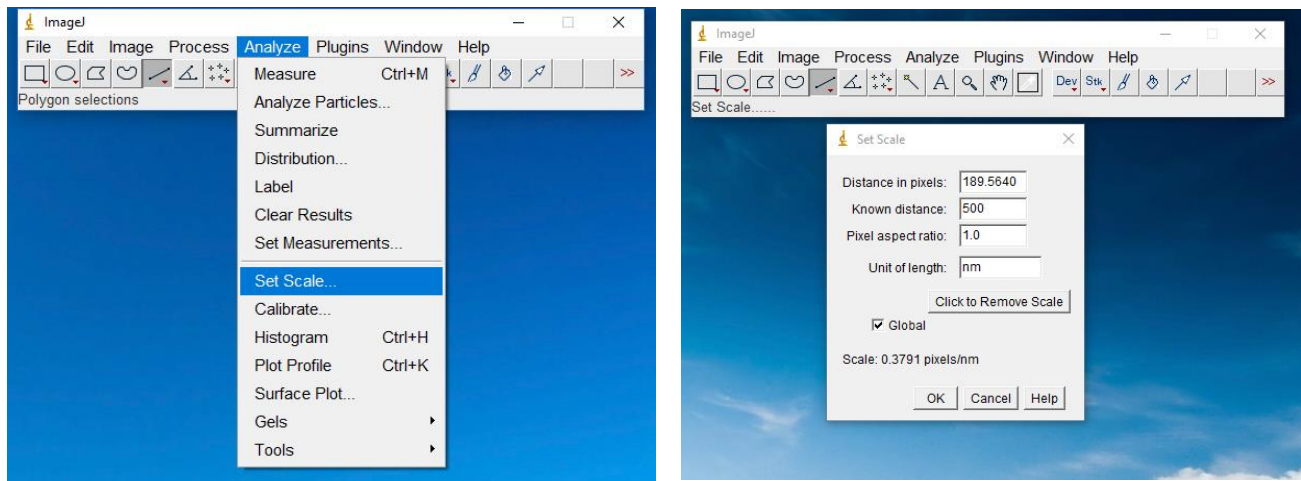 ImageJ
File Edit Image Process Analyze Plugins Window Help
>>
Polygon selections
Measure Ctrl+M
Analyze Particles...
Summarize
Distribution...
Label
Clear Results
Set Measurements...
Set Scale...
Calibrate...
Histogram Ctrl+H
Plot Profile Ctrl+K
Surface Plot...
Gels
Tools
ImageJ
File Edit Image Process Analyze Plugins Window Help
A Dev Stk >>
Set Scale......
Set Scale
Distance in pixels: 189.5640
Known distance: 500
Pixel aspect ratio: 1.0
Unit of length: nm
Click to Remove Scale
Global
Scale: 0.3791 pixels/nm
OK Cancel Help